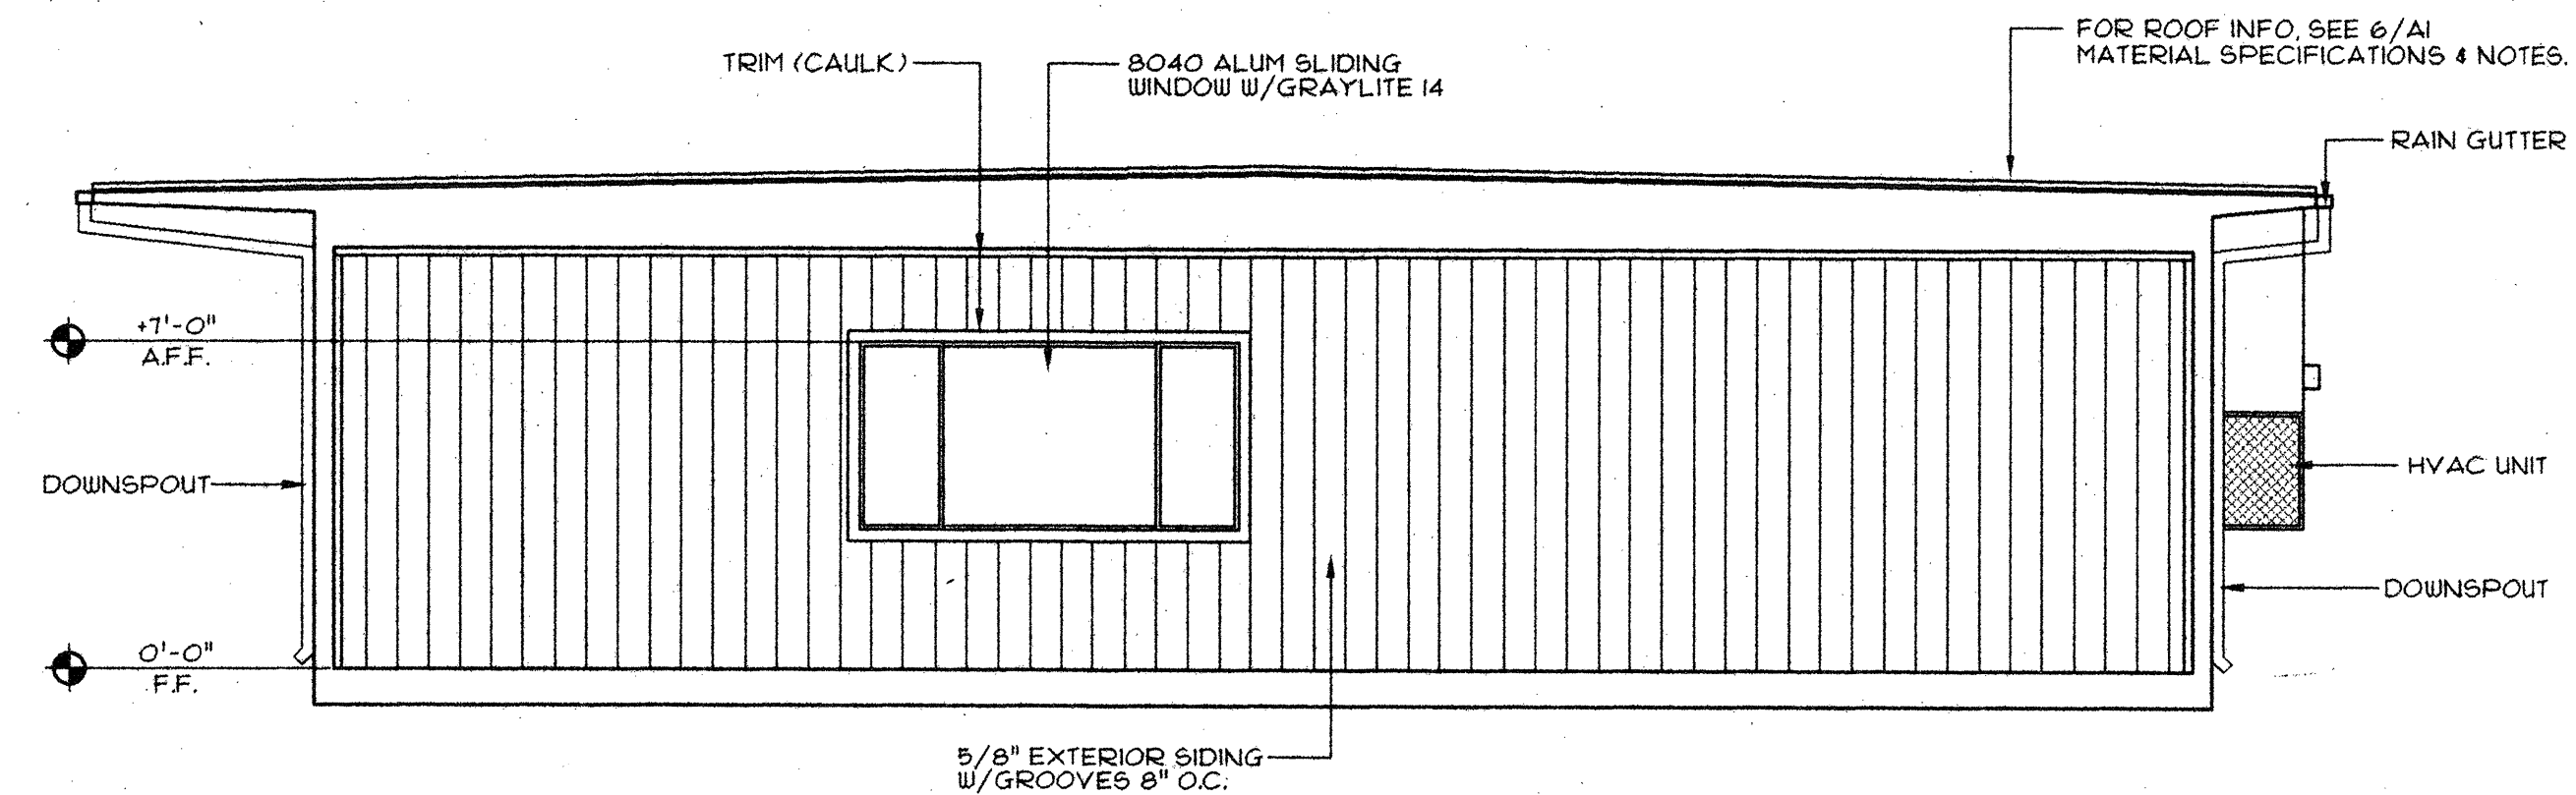 FOR ROOF INFO, SEE 6/A1
MATERIAL SPECIFICATIONS & NOTES.
TRIM (CAULK)
8040 ALUM SLIDING
WINDOW W/GRAYLITE 14
RAIN GUTTER
+7'-0"
A.F.F.
DOWNSPOUT
HVAC UNIT
DOWNSPOUT
0'-0"
F.F.
5/8" EXTERIOR SIDING
W/GROOVES 8" O.C.